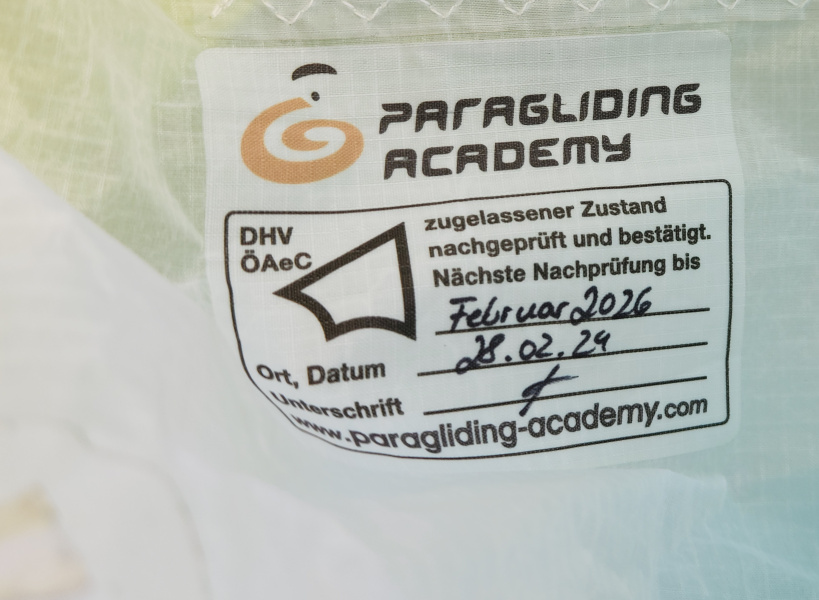 PARAGLIDING
ACADEMY
DHV
ÖAeC
zugelassener Zustand
nachgeprüft und bestätigt.
Nächste Nachprüfung bis
Februar 2026
28.02.24
Ort, Datum
Unterschrift
www.paragliding-academy.com